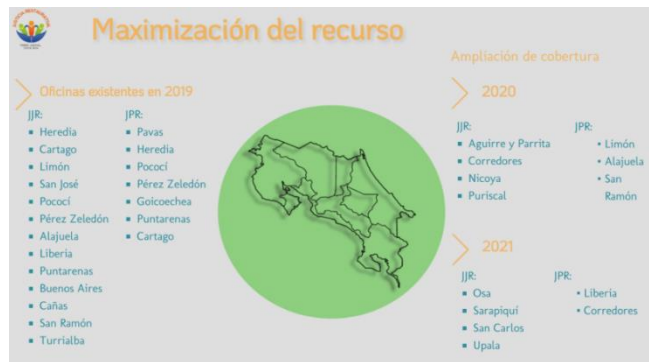 Maximización del recurso
Oficinas existentes en 2019
JJR:
▪ Heredia
▪ Cartago
▪ Limón
▪ San José
▪ Pococí
▪ Pérez Zeledón
▪ Alajuela
▪ Liberia
▪ Puntarenas
▪ Buenos Aires
▪ Cañas
▪ San Ramón
▪ Turrialba
JPR:
▪ Pavas
▪ Heredia
▪ Pococí
▪ Pérez Zeledón
▪ Goicoechea
▪ Puntarenas
▪ Cartago
Ampliación de cobertura
2020
JJR:
▪ Aguirre y Parrita
▪ Corredores
▪ Nicoya
▪ Puriscal
JPR:
▪ Limón
▪ Alajuela
▪ San
Ramón
2021
JJR:
▪ Osa
▪ Sarapiquí
▪ San Carlos
▪ Upala
JPR:
▪ Liberia
▪ Corredores